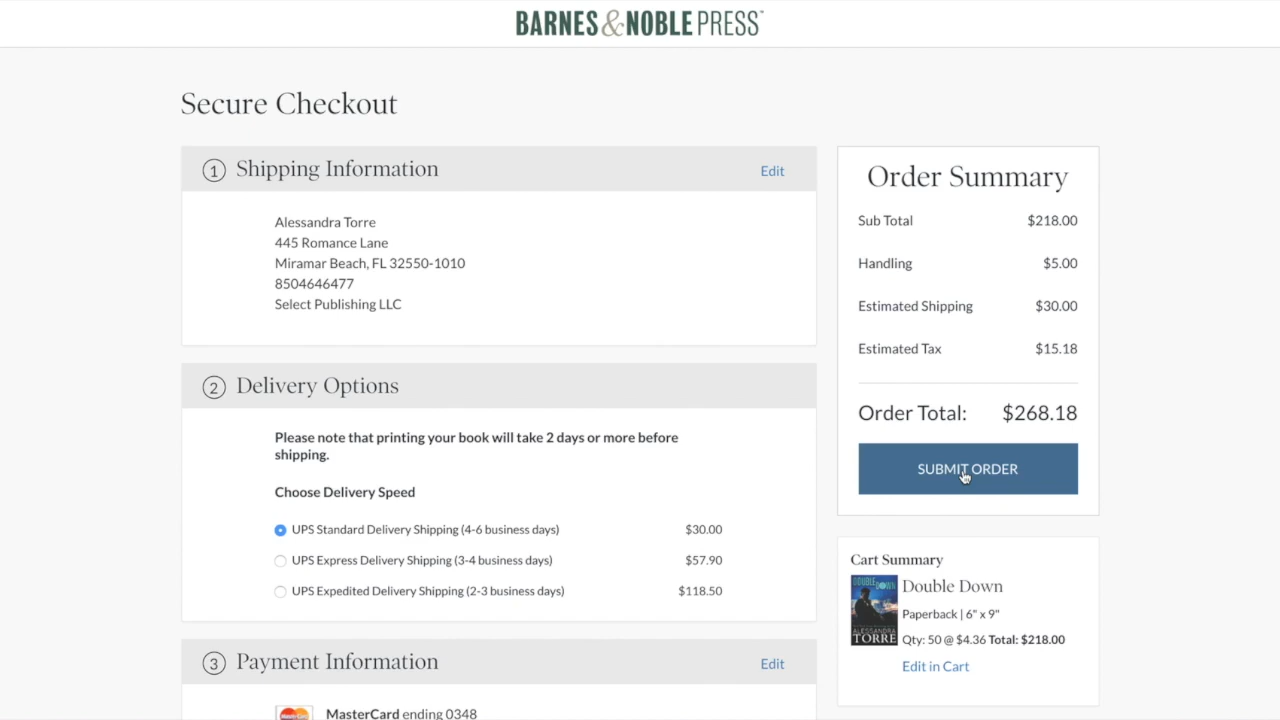 BARNES & NOBLE PRESS™
Secure Checkout
1 Shipping Information Edit
Alessandra Torre
445 Romance Lane
Miramar Beach, FL 32550-1010
8504646477
Select Publishing LLC
2 Delivery Options
Please note that printing your book will take 2 days or more before
shipping.
Choose Delivery Speed
UPS Standard Delivery Shipping (4-6 business days) $30.00
UPS Express Delivery Shipping (3-4 business days) $57.90
UPS Expedited Delivery Shipping (2-3 business days) $118.50
3 Payment Information Edit
MasterCard
MasterCard ending 0348
Order Summary
Sub Total $218.00
Handling $5.00
Estimated Shipping $30.00
Estimated Tax $15.18
Order Total: $268.18
SUBMIT ORDER
Cart Summary
DOUBLE DOWN
ALESSANDRA
TORRE
Double Down
Paperback | 6" x 9"
Qty: 50 @ $4.36 Total: $218.00
Edit in Cart